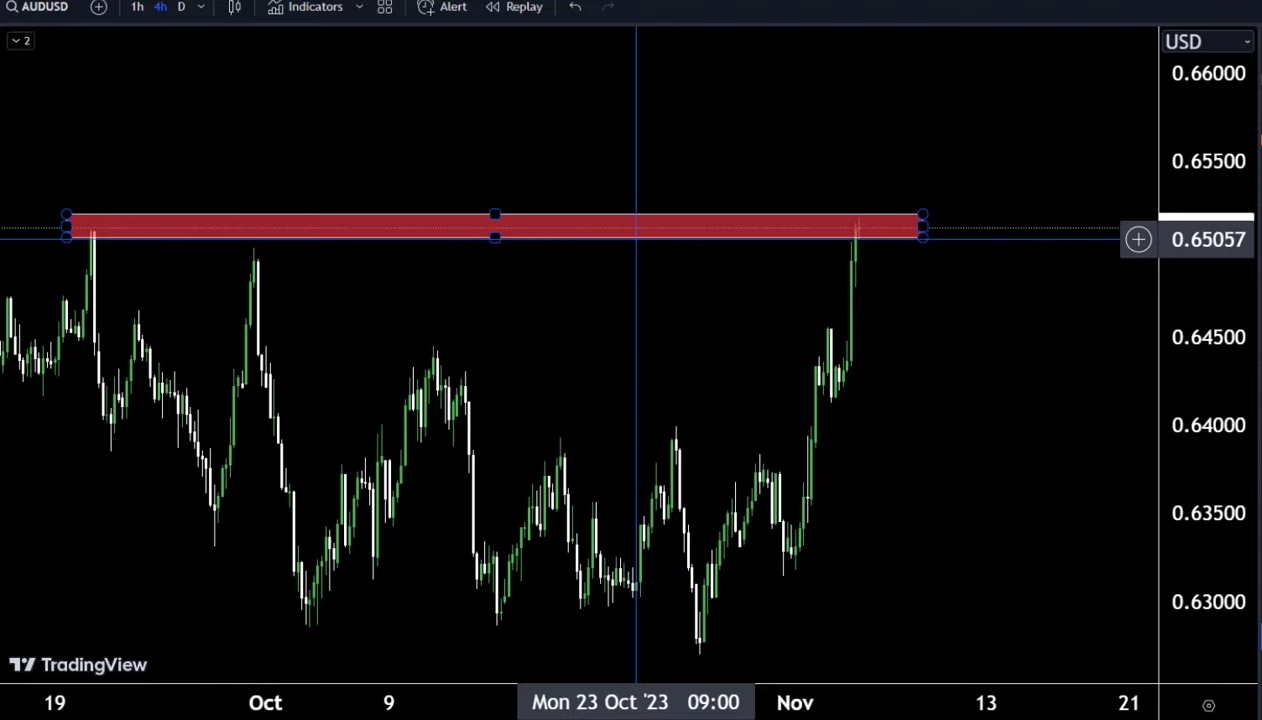 AUDUSD 1h 4h D Indicators Alert Replay
2
USD
0.66000
0.65500
0.65057
0.64500
0.64000
0.63500
0.63000
TradingView
19 Oct 9 Mon 23 Oct '23 09:00 Nov 13 21